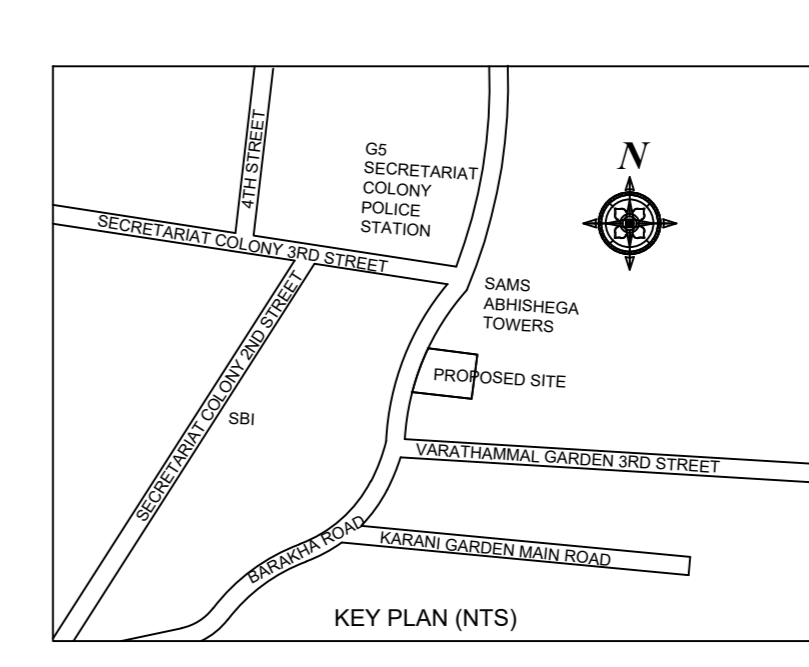 4TH STREET
G5
SECRETARIAT
COLONY
POLICE
STATION
N
SECRETARIAT COLONY 3RD STREET
SAMS
ABHISHEGA
TOWERS
SECRETARIAT COLONY 2ND STREET
PROPOSED SITE
SBI
VARATHAMMAL GARDEN 3RD STREET
BARAKHA ROAD
KARANI GARDEN MAIN ROAD
KEY PLAN (NTS)